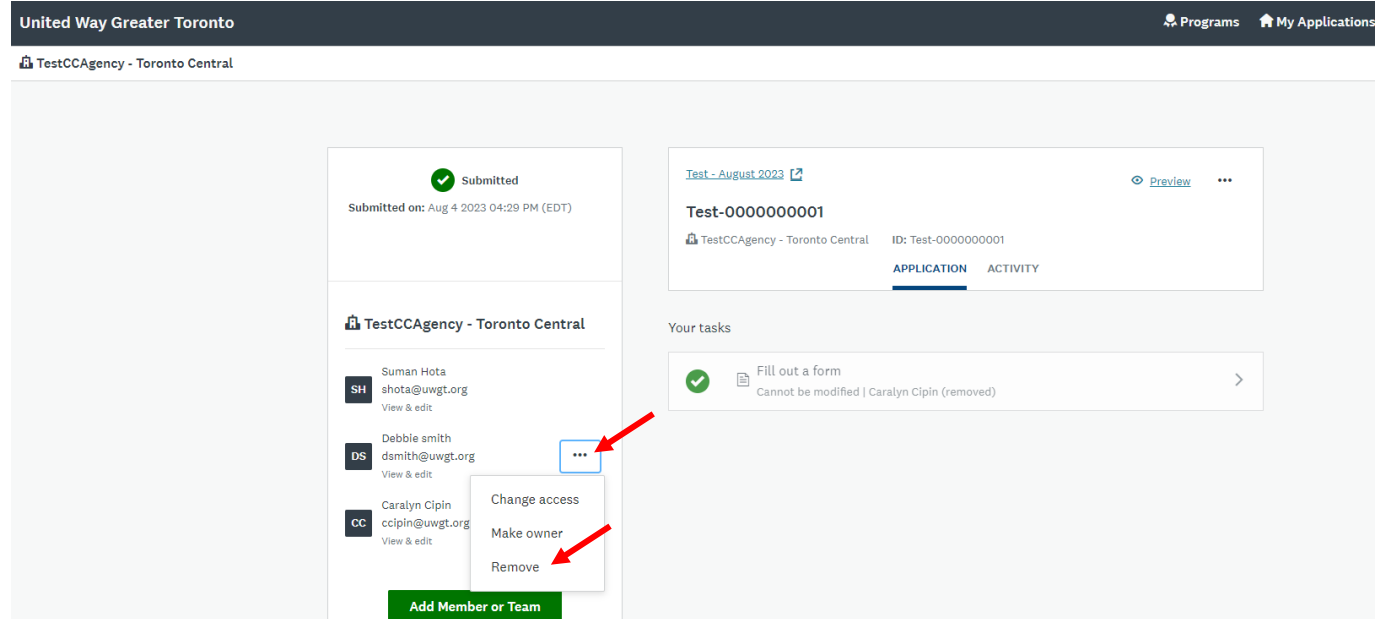 United Way Greater Toronto
Programs
My Applications
TestCCAgency - Toronto Central
Submitted
Submitted on: Aug 4 2023 04:29 PM (EDT)
TestCCAgency - Toronto Central
SH
Suman Hota
shota@uwgt.org
View & edit
DS
Debbie smith
dsmith@uwgt.org
View & edit
CC
Caralyn Cipin
ccipin@uwgt.org
View & edit
Change access
Make owner
Remove
Add Member or Team
Test - August 2023
Preview
Test-0000000001
TestCCAgency - Toronto Central ID: Test-0000000001
APPLICATION ACTIVITY
Your tasks
Fill out a form
Cannot be modified | Caralyn Cipin (removed)